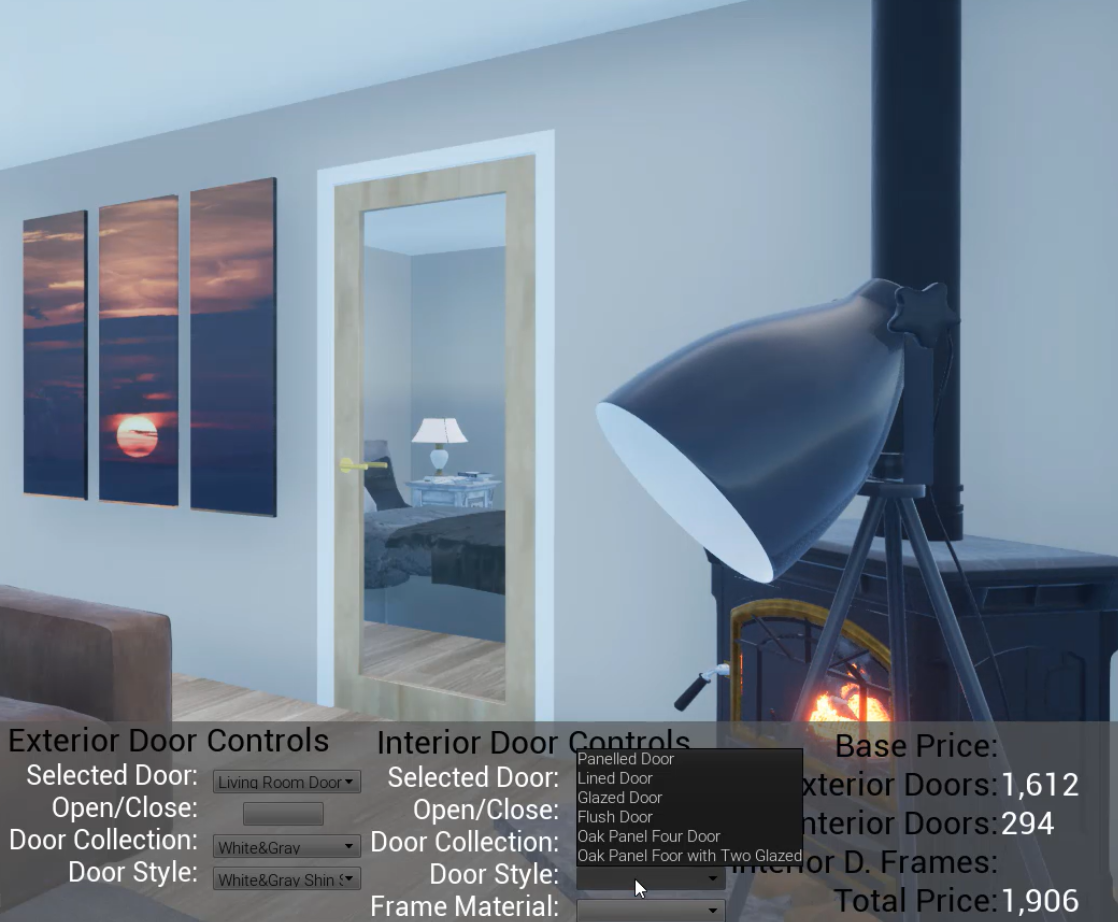 Exterior Door Controls
Selected Door: Living Room Door
Open/Close:
Door Collection: White&Gray
Door Style: White&Gray Shin
Interior Door Controls
Selected Door:
Open/Close:
Door Collection:
Door Style:
Frame Material:
Panelled Door
Lined Door
Glazed Door
Flush Door
Oak Panel Four Door
Oak Panel Foor with Two Glazed
Base Price:
xterior Doors: 1,612
nterior Doors: 294
Interior D. Frames:
Total Price: 1,906